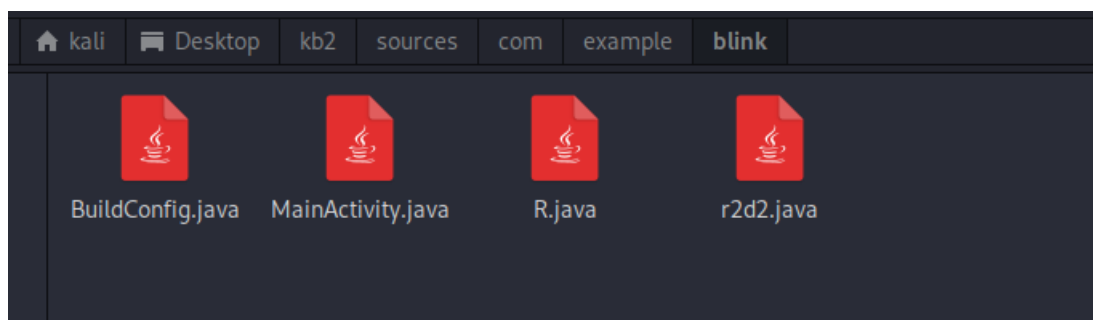 kali Desktop kb2 sources com example blink
BuildConfig.java MainActivity.java R.java r2d2.java